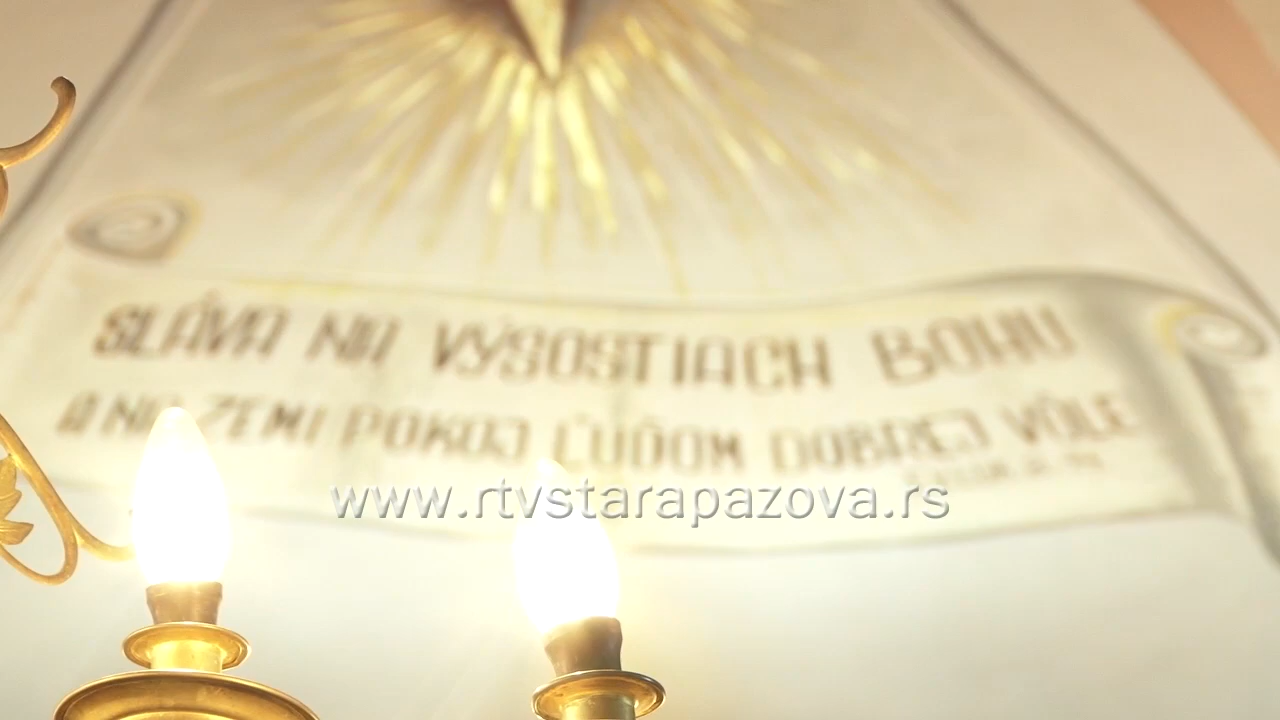 SLÁVA NA VÝSOSTIACH BOHU
A NA ZEMI POKOJ ĽUĎOM DOBREJ VÔLE
www.rtvstarapazova.rs